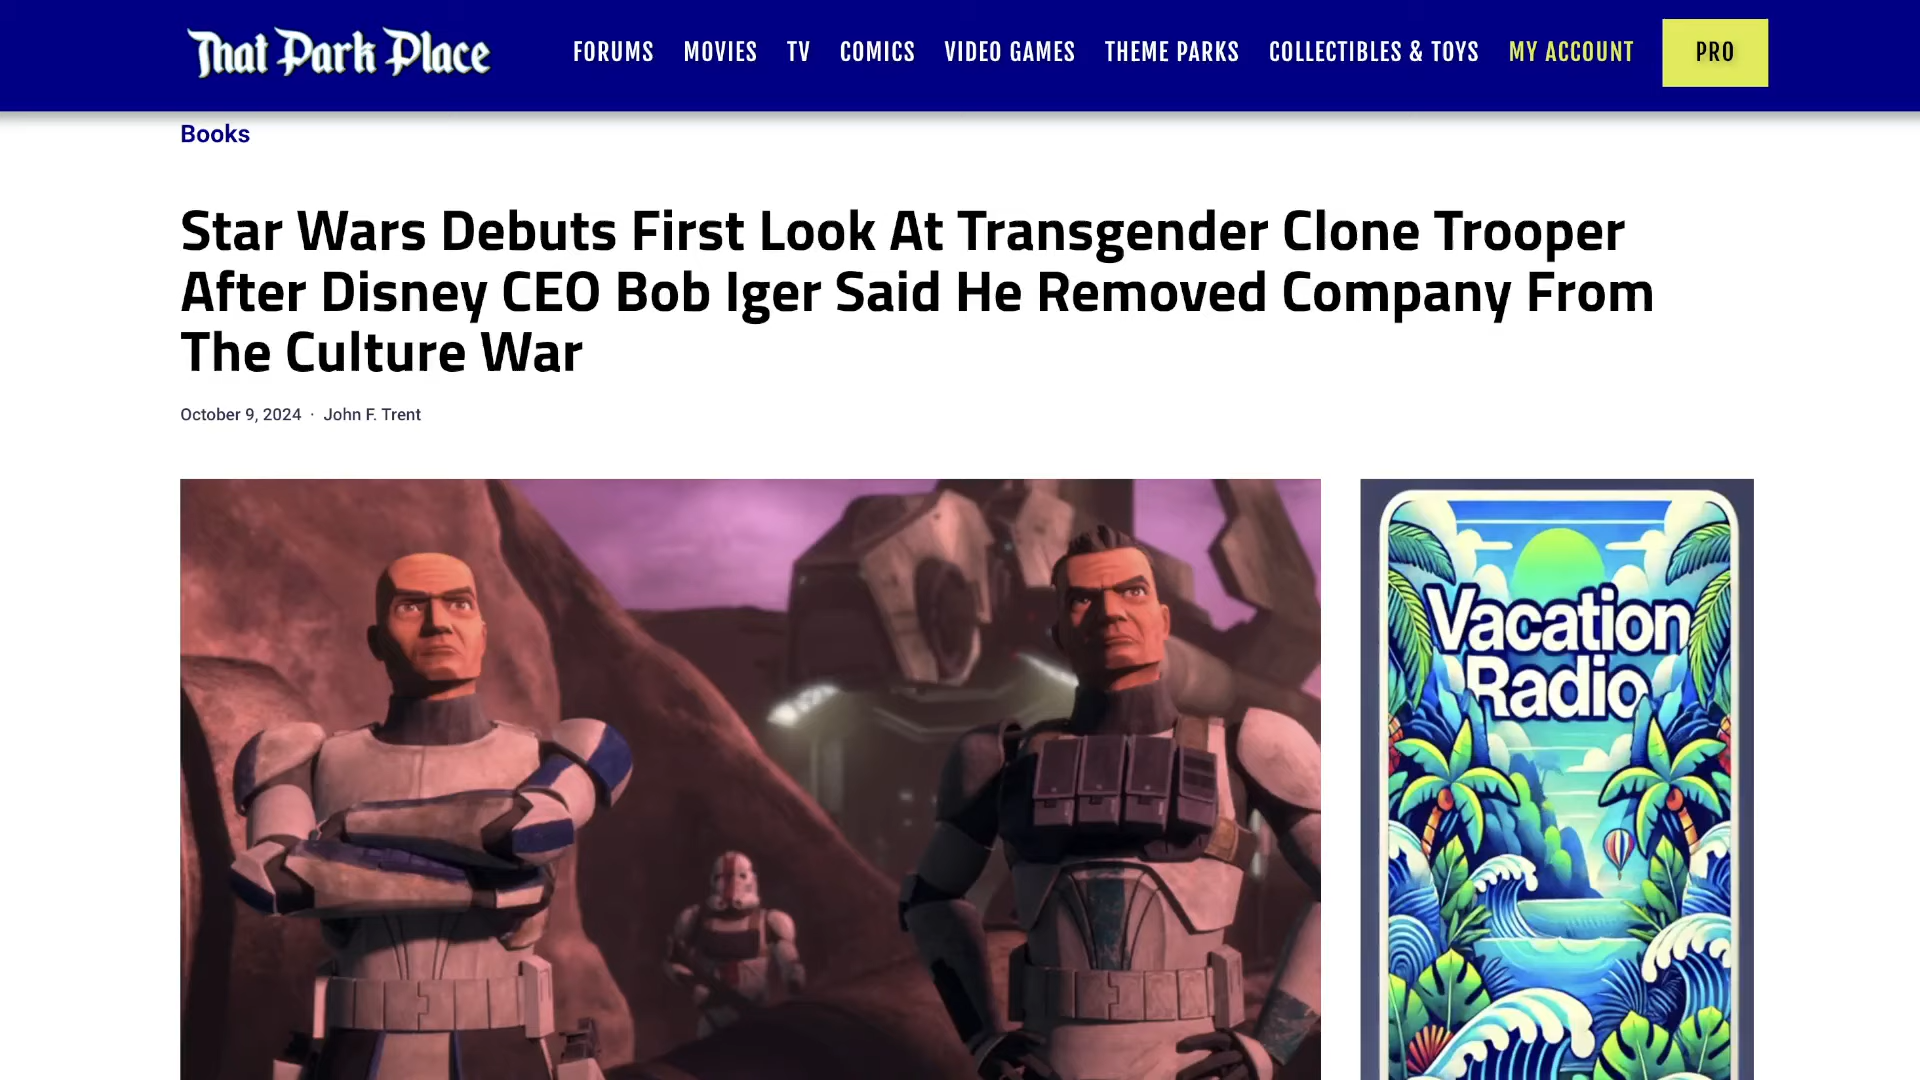 That Park Place
FORUMS MOVIES TV COMICS VIDEO GAMES THEME PARKS COLLECTIBLES & TOYS MY ACCOUNT PRO
Books
Star Wars Debuts First Look At Transgender Clone Trooper
After Disney CEO Bob Iger Said He Removed Company From
The Culture War
October 9, 2024 · John F. Trent
Vacation
Radio